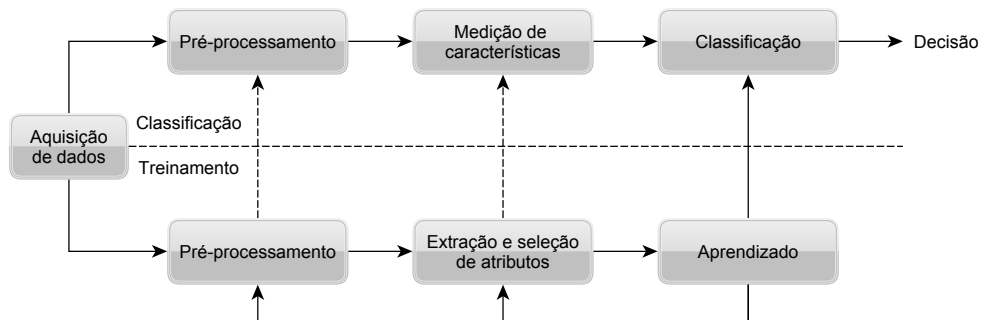 Pré-processamento
Medição de
características
Classificação
Decisão
Aquisição
de dados
Classificação
Treinamento
Pré-processamento
Extração e seleção
de atributos
Aprendizado